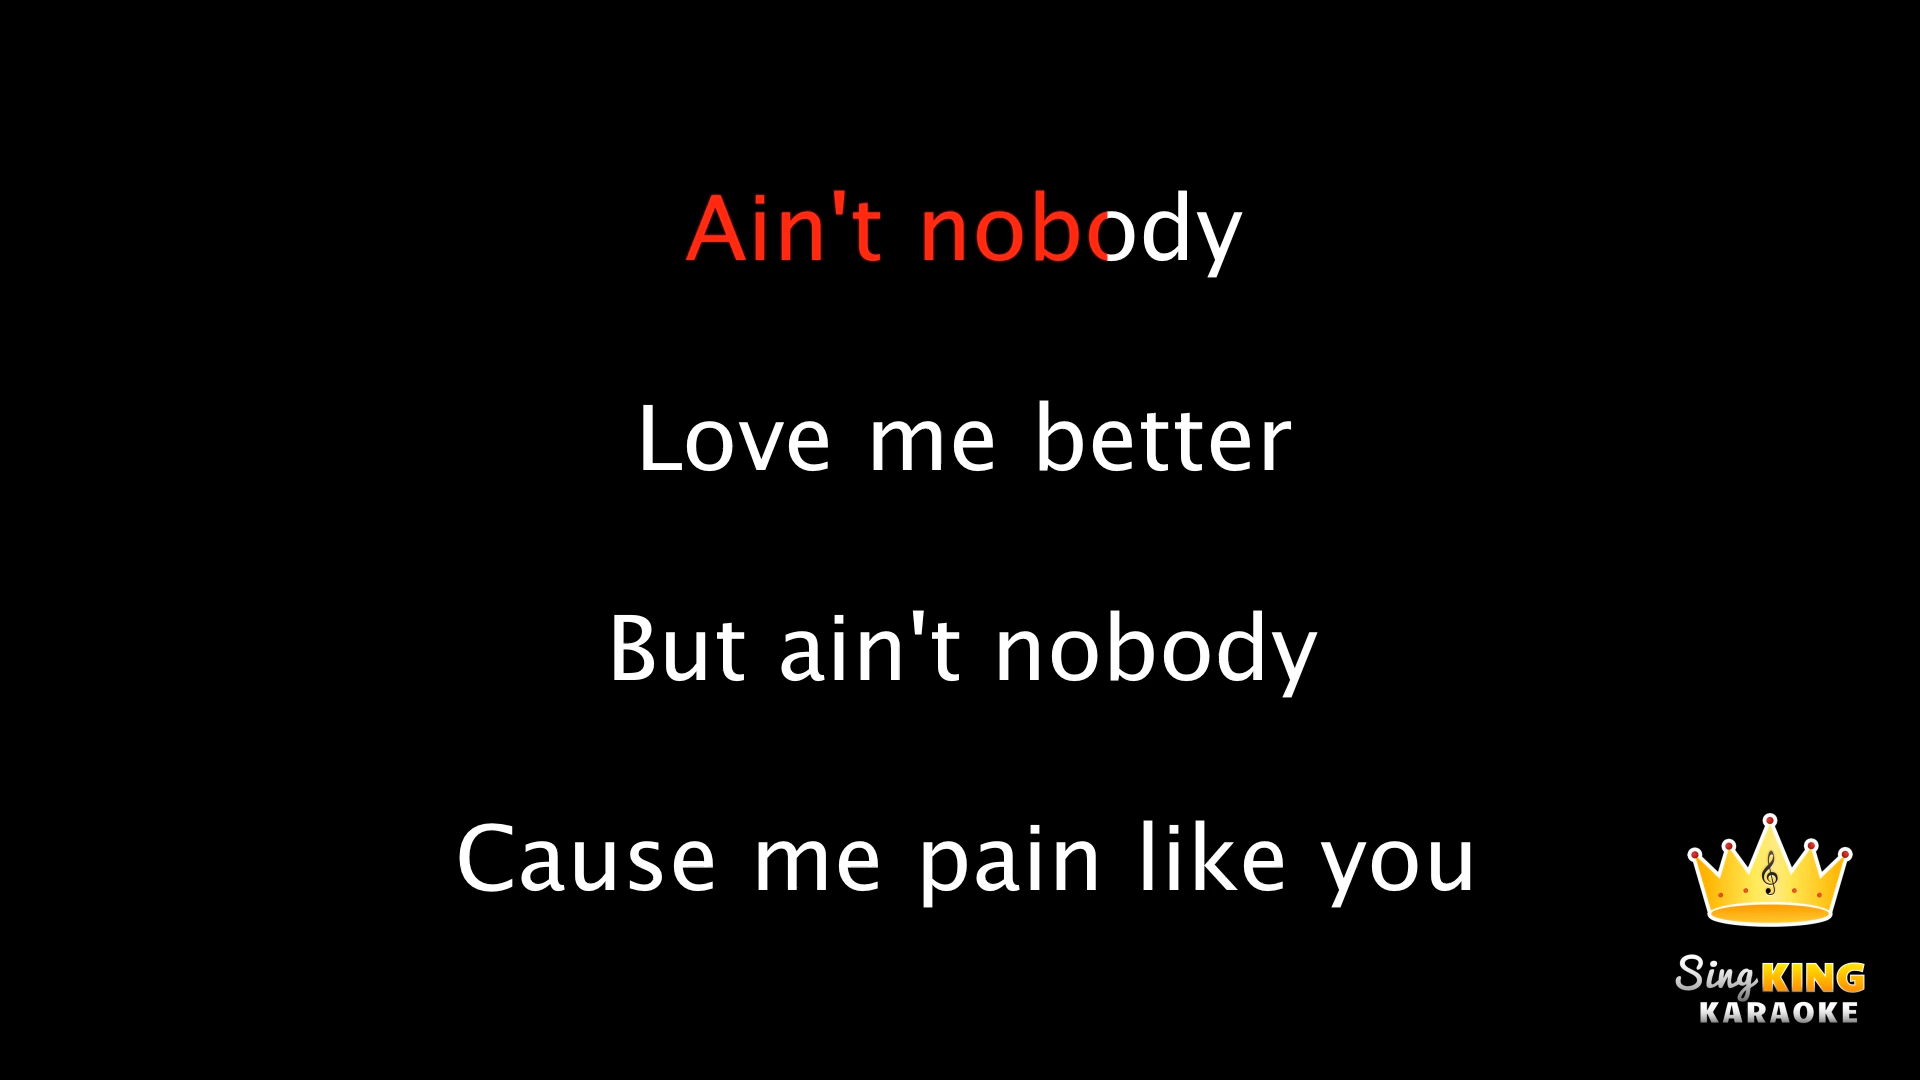 Ain't nobody
Love me better
But ain't nobody
Cause me pain like you
Sing KING
KARAOKE